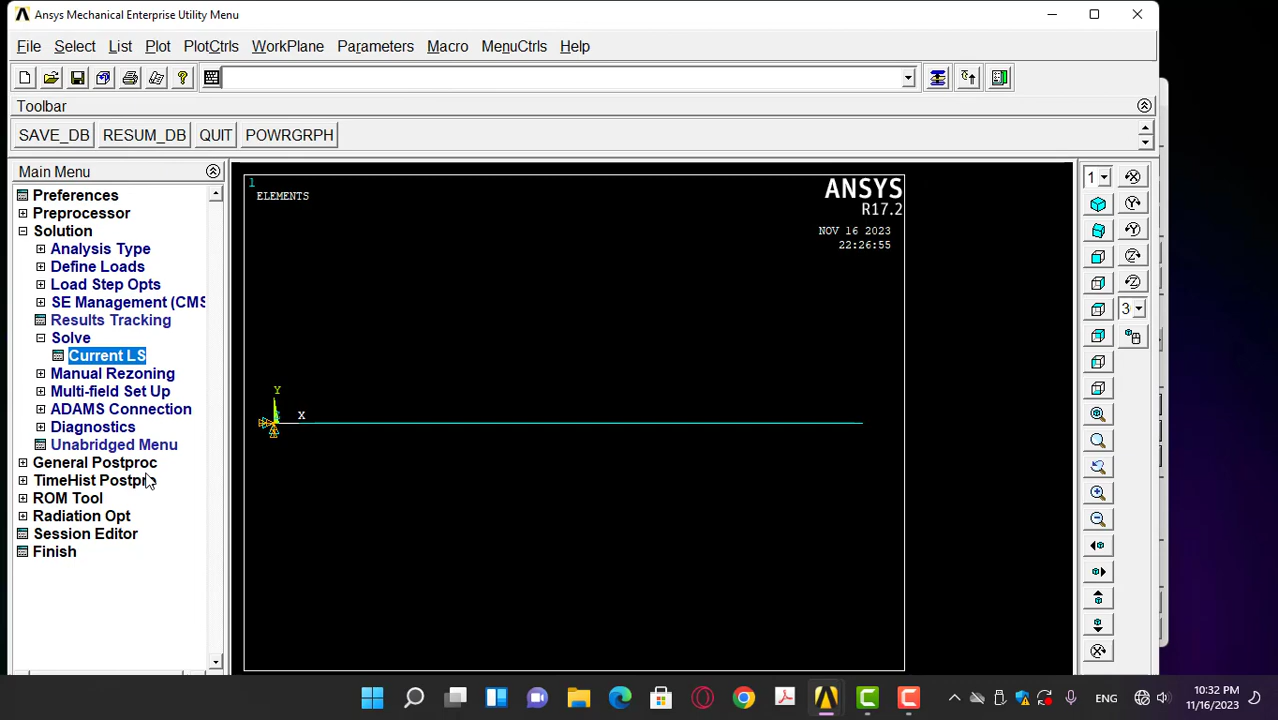 Ansys Mechanical Enterprise Utility Menu
File Select List Plot PlotCtrls WorkPlane Parameters Macro MenuCtrls Help
Toolbar
SAVE_DB RESUM_DB QUIT POWRGRPH
Main Menu
Preferences
Preprocessor
Solution
Analysis Type
Define Loads
Load Step Opts
SE Management (CMS
Results Tracking
Solve
Current LS
Manual Rezoning
Multi-field Set Up
ADAMS Connection
Diagnostics
Unabridged Menu
General Postproc
TimeHist Postpro
ROM Tool
Radiation Opt
Session Editor
Finish
1
ELEMENTS
ANSYS
R17.2
NOV 16 2023
22:26:55
Y
X
1
3
ENG
10:32 PM
11/16/2023